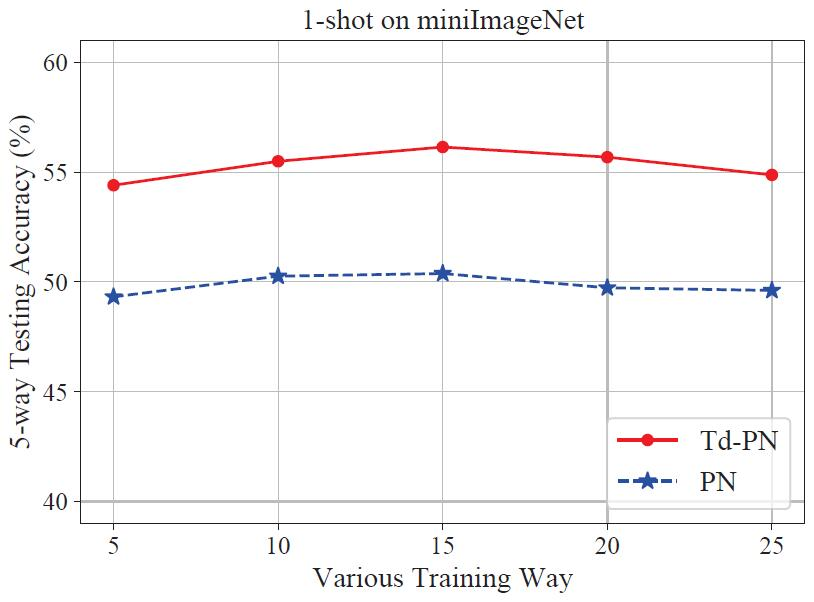 1-shot on miniImageNet
5-way Testing Accuracy (%)
60
55
50
45
40
Td-PN
PN
5 10 15 20 25
Various Training Way